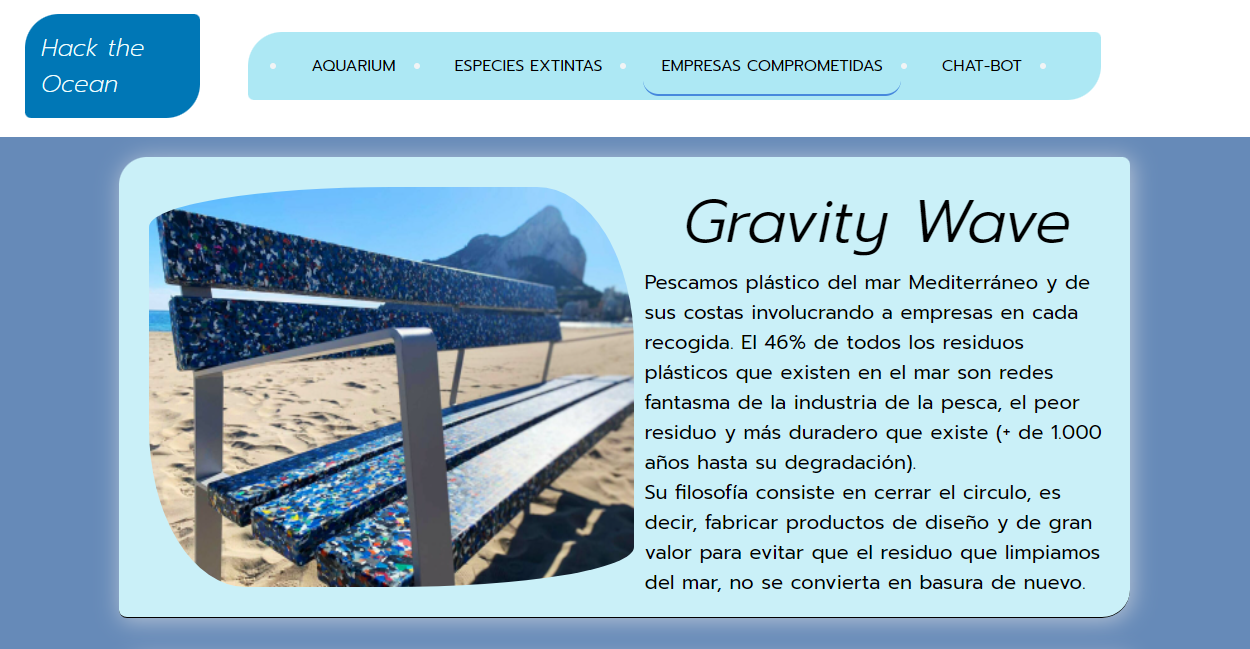 Hack the
Ocean
AQUARIUM
ESPECIES EXTINTAS
EMPRESAS COMPROMETIDAS
CHAT-BOT
Gravity Wave
Pescamos plástico del mar Mediterráneo y de
sus costas involucrando a empresas en cada
recogida. El 46% de todos los residuos
plásticos que existen en el mar son redes
fantasma de la industria de la pesca, el peor
residuo y más duradero que existe (+ de 1.000
años hasta su degradación).
Su filosofía consiste en cerrar el circulo, es
decir, fabricar productos de diseño y de gran
valor para evitar que el residuo que limpiamos
del mar, no se convierta en basura de nuevo.